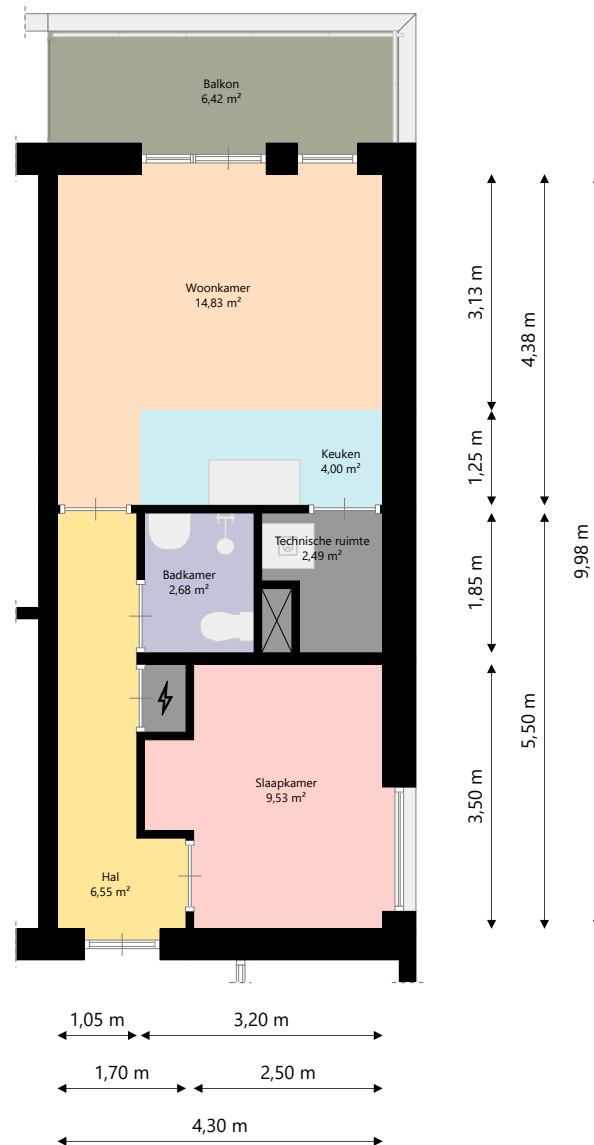 Balkon
6,42 m²
Woonkamer
14,83 m²
Keuken
4,00 m²
Technische ruimte
2,49 m²
Badkamer
2,68 m²
Slaapkamer
9,53 m²
Hal
6,55 m²
3,13 m
4,38 m
1,25 m
9,98 m
1,85 m
5,50 m
3,50 m
1,05 m
3,20 m
1,70 m
2,50 m
4,30 m